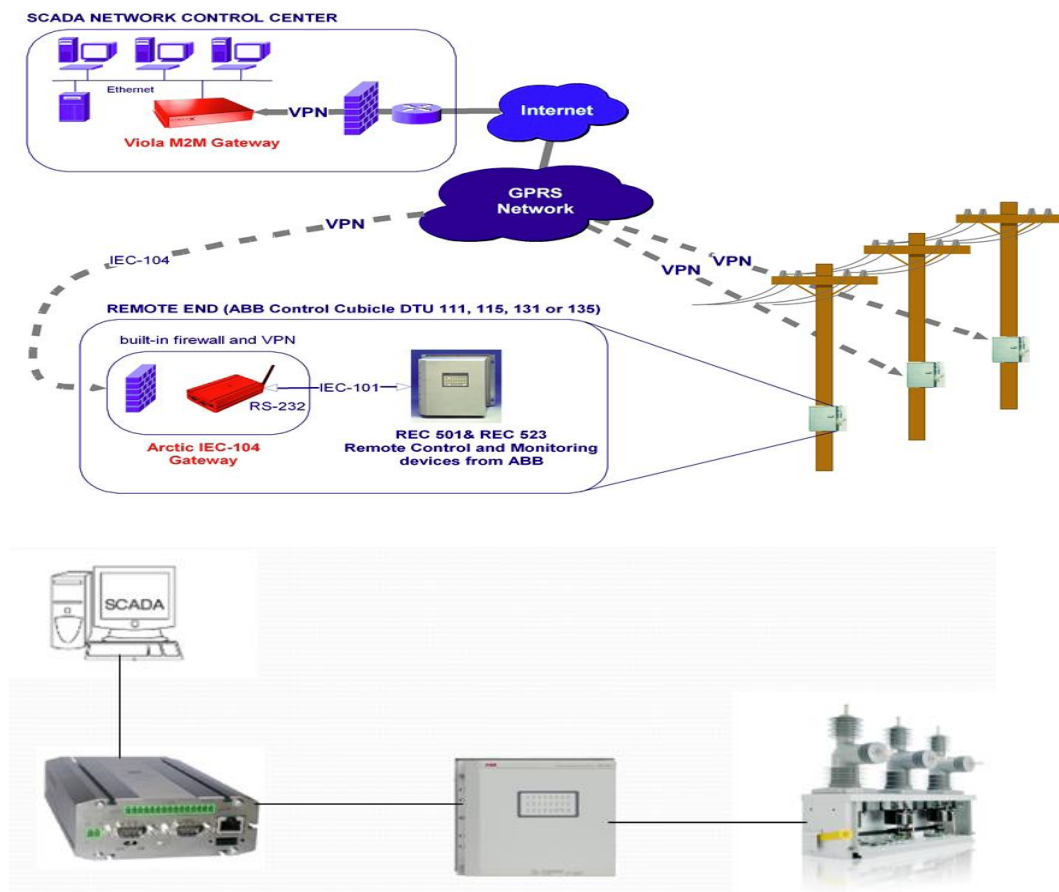 SCADA NETWORK CONTROL CENTER
Ethernet
VPN
Viola M2M Gateway
Internet
GPRS
Network
VPN
IEC-104
VPN
VPN
REMOTE END (ABB Control Cubicle DTU 111, 115, 131 or 135)
built-in firewall and VPN
IEC-101
RS-232
Arctic IEC-104
Gateway
REC 501& REC 523
Remote Control and Monitoring
devices from ABB
SCADA
ABB